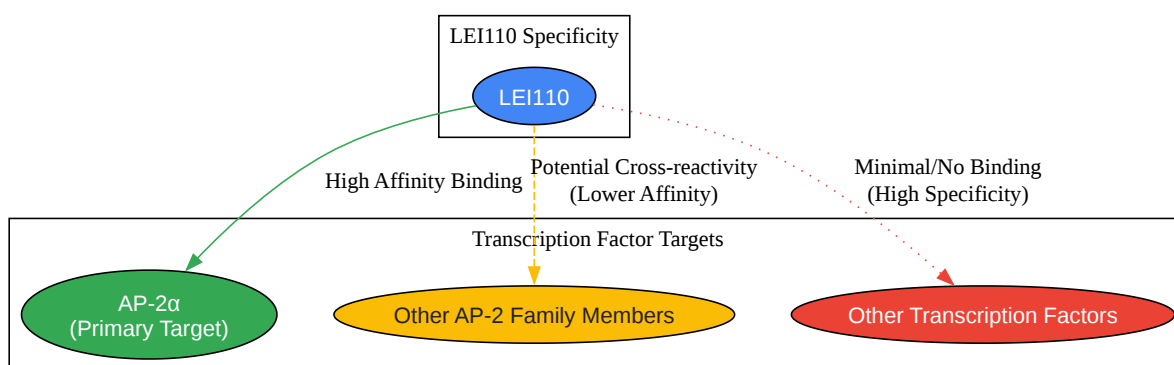 LEI110 Specificity
LEI110
High Affinity Binding
Potential Cross-reactivity
(Lower Affinity)
Minimal/No Binding
(High Specificity)
Transcription Factor Targets
AP-2α
(Primary Target)
Other AP-2 Family Members
Other Transcription Factors